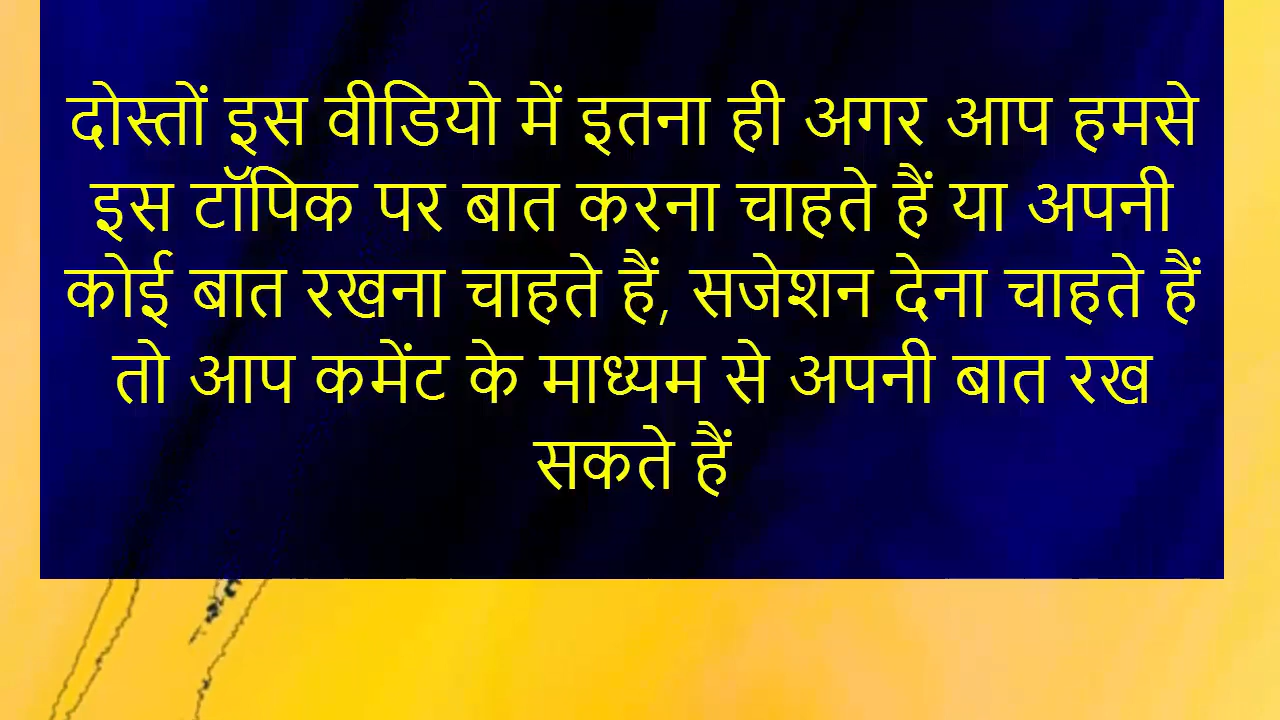 दोस्तों इस वीडियो में इतना ही अगर आप हमसे
इस टॉपिक पर बात करना चाहते हैं या अपनी
कोई बात रखना चाहते हैं, सजेशन देना चाहते हैं
तो आप कमेंट के माध्यम से अपनी बात रख
सकते हैं